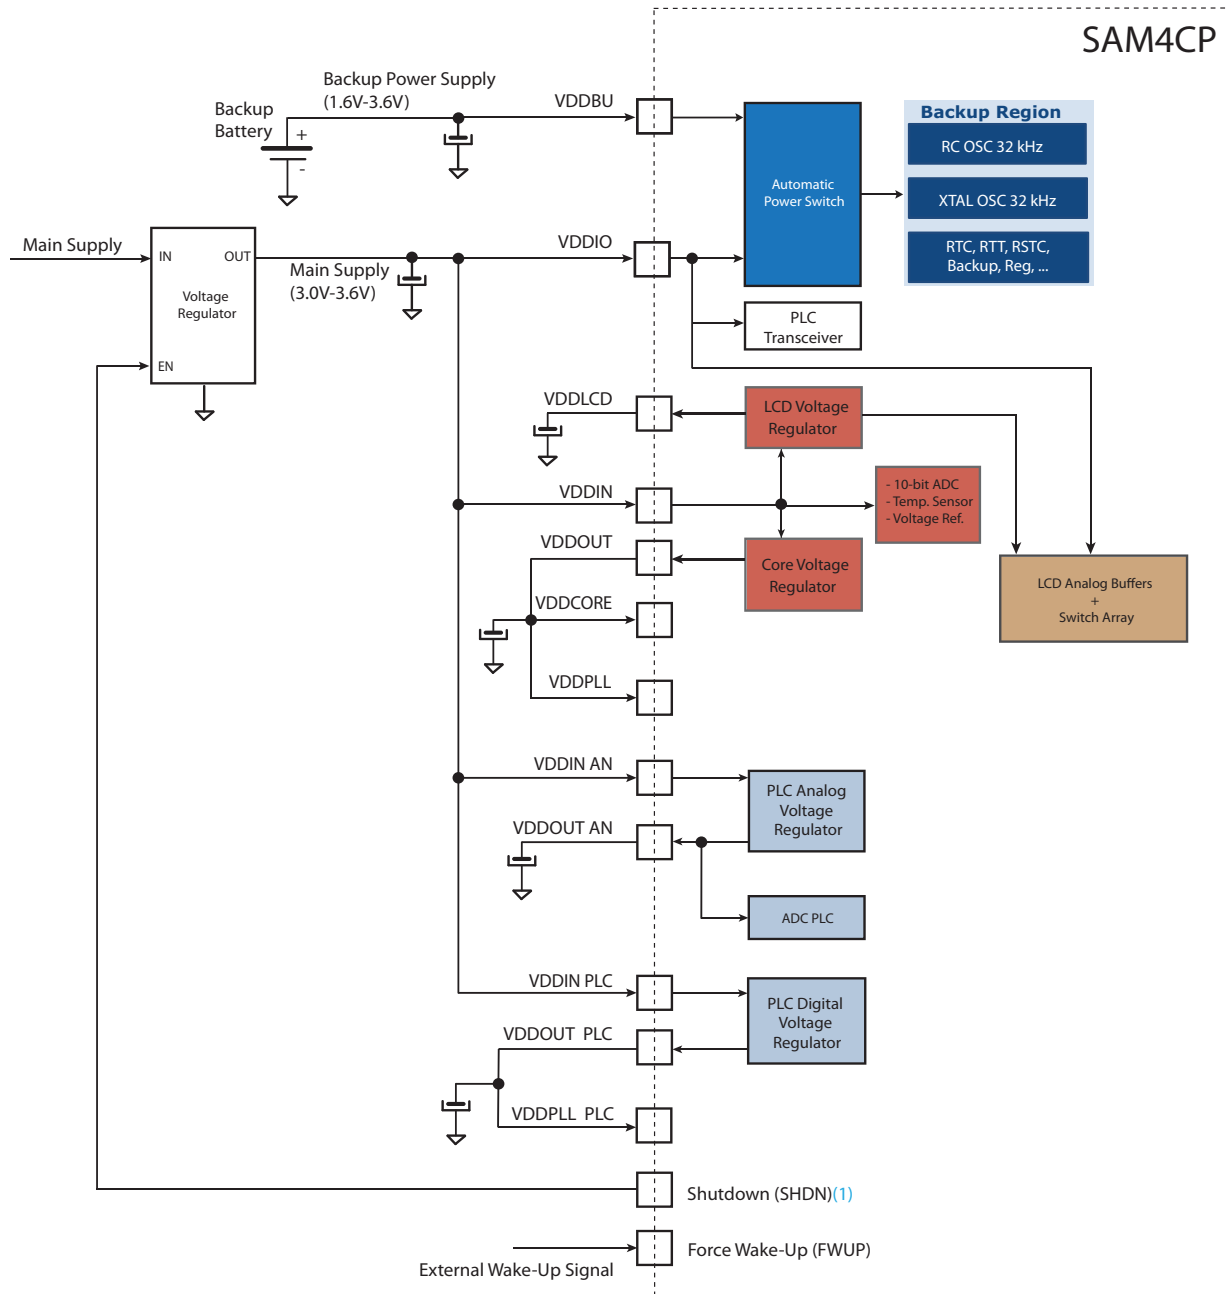 SAM4CP
Backup Power Supply
(1.6V-3.6V)
Backup
Battery
+
-
VDDBU
Automatic
Power Switch
Backup Region
RC OSC 32 kHz
XTAL OSC 32 kHz
RTC, RTT, RSTC,
Backup, Reg, ...
Main Supply
IN
OUT
Voltage
Regulator
EN
Main Supply
(3.0V-3.6V)
VDDIO
PLC
Transceiver
VDDLCD
LCD Voltage
Regulator
VDDIN
- 10-bit ADC
- Temp. Sensor
- Voltage Ref.
VDDOUT
Core Voltage
Regulator
LCD Analog Buffers
+
Switch Array
VDDCORE
VDDPLL
VDDIN AN
PLC Analog
Voltage
Regulator
VDDOUT AN
ADC PLC
VDDIN PLC
PLC Digital
Voltage
Regulator
VDDOUT PLC
VDDPLL PLC
Shutdown (SHDN)(1)
Force Wake-Up (FWUP)
External Wake-Up Signal